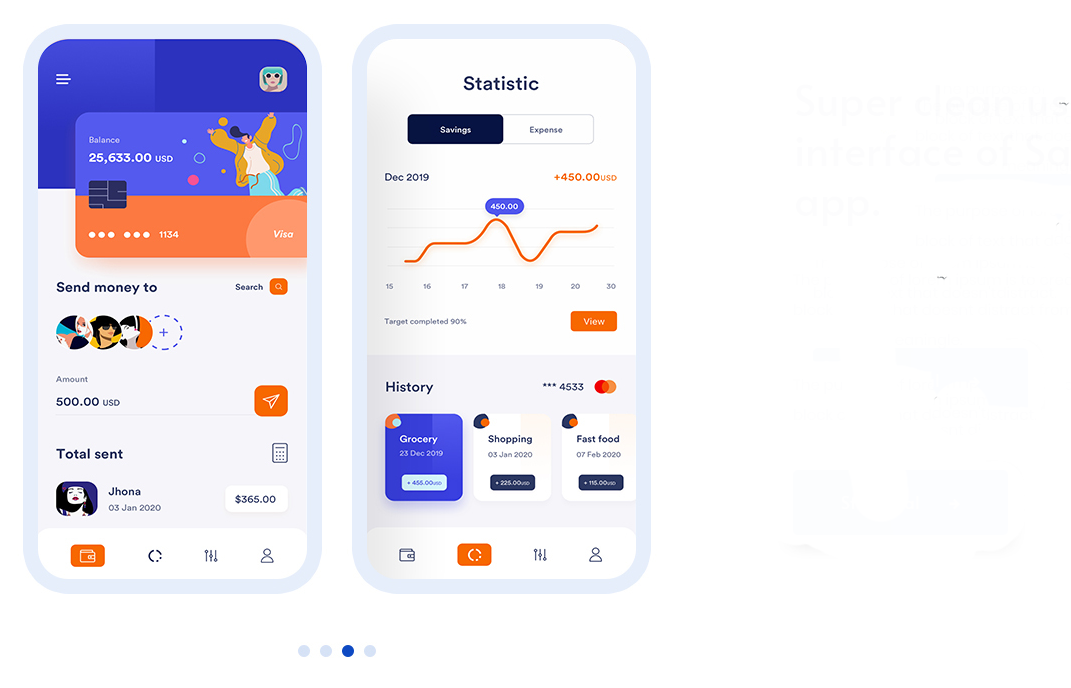 Balance
25,633.00 USD
1134
Visa
Send money to
Search
Amount
500.00 USD
Total sent
Jhona
03 Jan 2020
$365.00
Statistic
Savings
Expense
Dec 2019
+450.00USD
450.00
15 16 17 18 19 20 30
Target completed 90%
View
History
*** 4533
Grocery
23 Dec 2019
+ 455.00USD
Shopping
03 Jan 2020
+ 225.00USD
Fast food
07 Feb 2020
+ 115.00USD
Super clean us
interface of Sa
app.